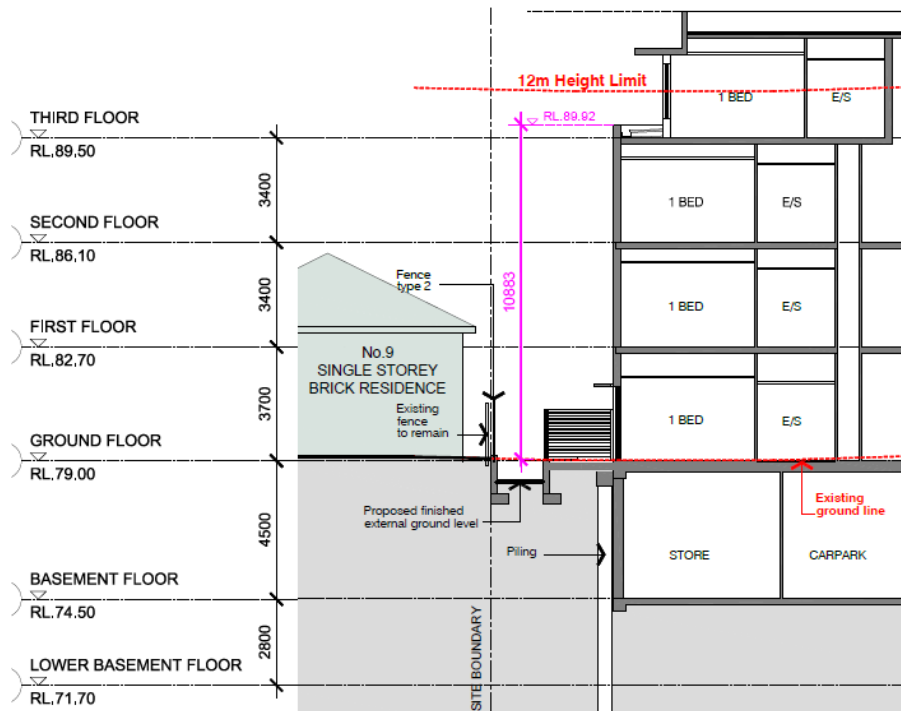 12m Height Limit
1 BED
E/S
RL.89.92
THIRD FLOOR
RL.89.50
3400
1 BED
E/S
SECOND FLOOR
RL.86.10
Fence
type 2
3400
10883
1 BED
E/S
FIRST FLOOR
RL.82.70
No.9
SINGLE STOREY
BRICK RESIDENCE
3700
Existing
fence
to remain
1 BED
E/S
GROUND FLOOR
RL.79.00
Proposed finished
external ground level
Existing
ground line
4500
Piling
STORE
CARPARK
BASEMENT FLOOR
RL.74.50
2800
SITE BOUNDARY
LOWER BASEMENT FLOOR
RL.71.70